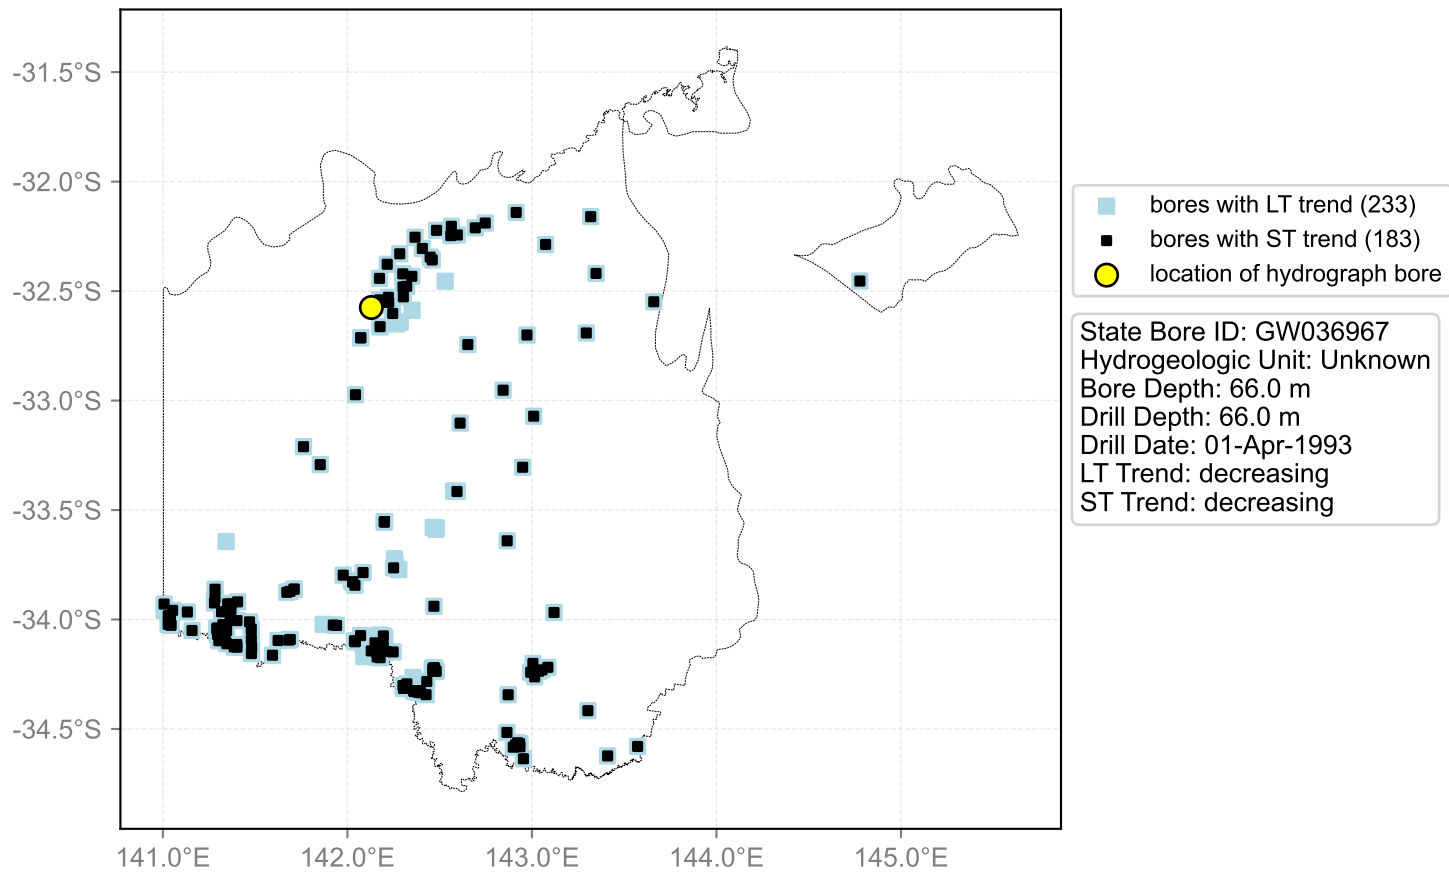 -31.5°S
-32.0°S
-32.5°S
-33.0°S
-33.5°S
-34.0°S
-34.5°S
141.0°E
142.0°E
143.0°E
144.0°E
145.0°E
bores with LT trend (233)
bores with ST trend (183)
location of hydrograph bore
State Bore ID: GW036967
Hydrogeologic Unit: Unknown
Bore Depth: 66.0 m
Drill Depth: 66.0 m
Drill Date: 01-Apr-1993
LT Trend: decreasing
ST Trend: decreasing